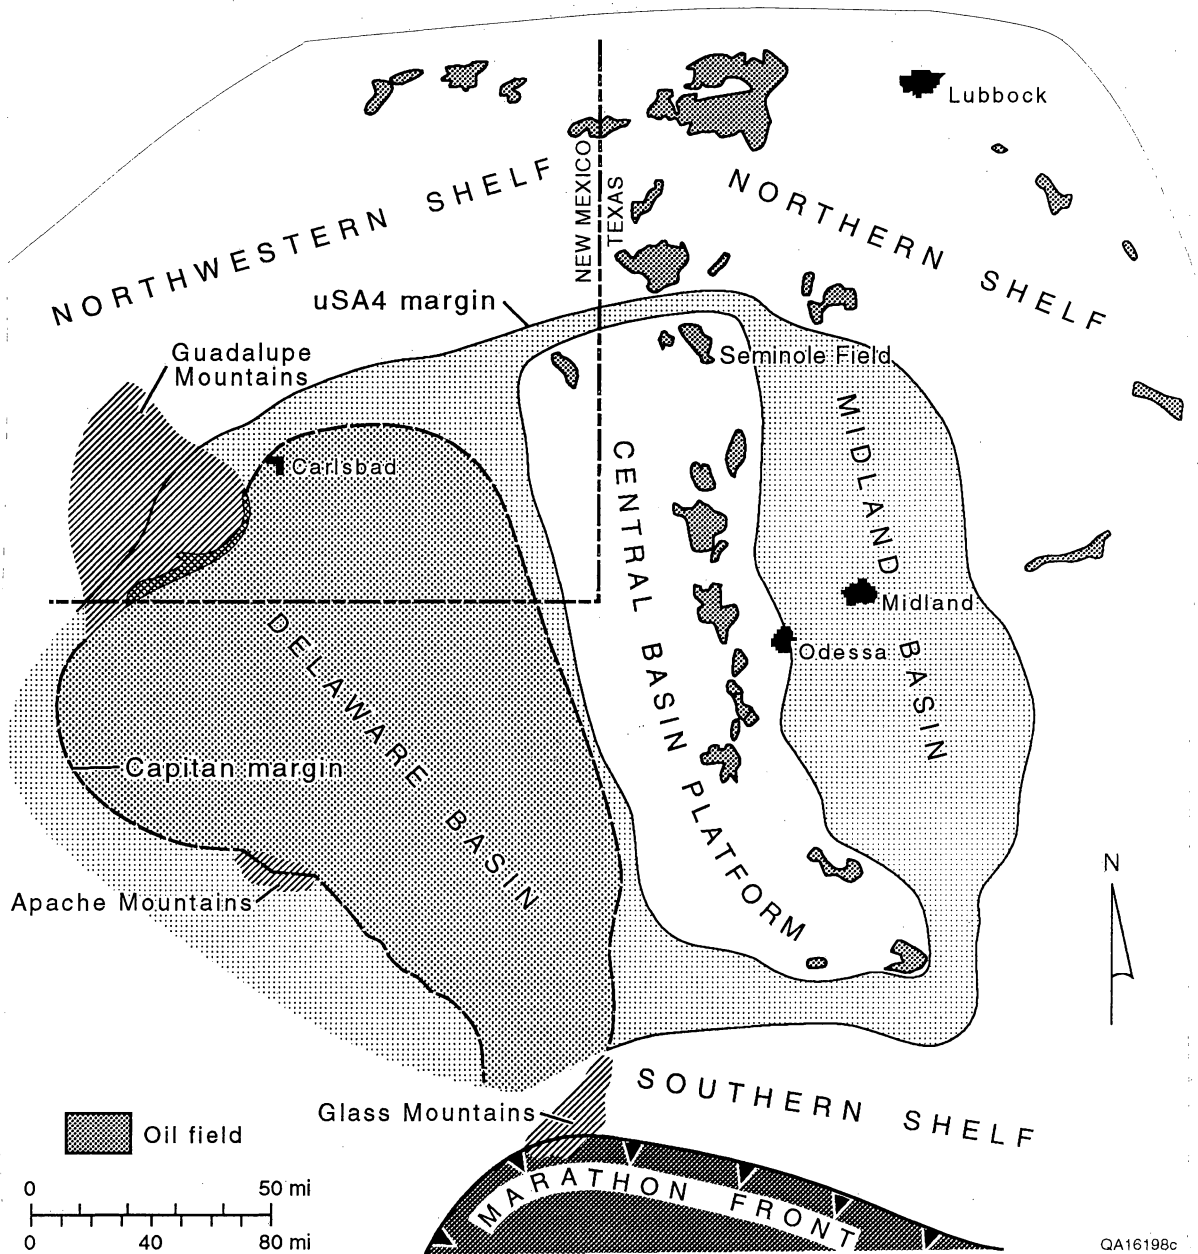 Lubbock
NORTHWESTERN SHELF
NEW MEXICO
TEXAS
NORTHERN SHELF
uSA4 margin
Guadalupe
Mountains
Seminole Field
Carlsbad
CENTRAL BASIN PLATFORM
MIDLAND BASIN
Midland
Odessa
DELAWARE BASIN
Capitan margin
N
Apache Mountains
SOUTHERN SHELF
Glass Mountains
Oil field
MARATHON FRONT
0 50 mi
0 40 80 mi
QA16198c